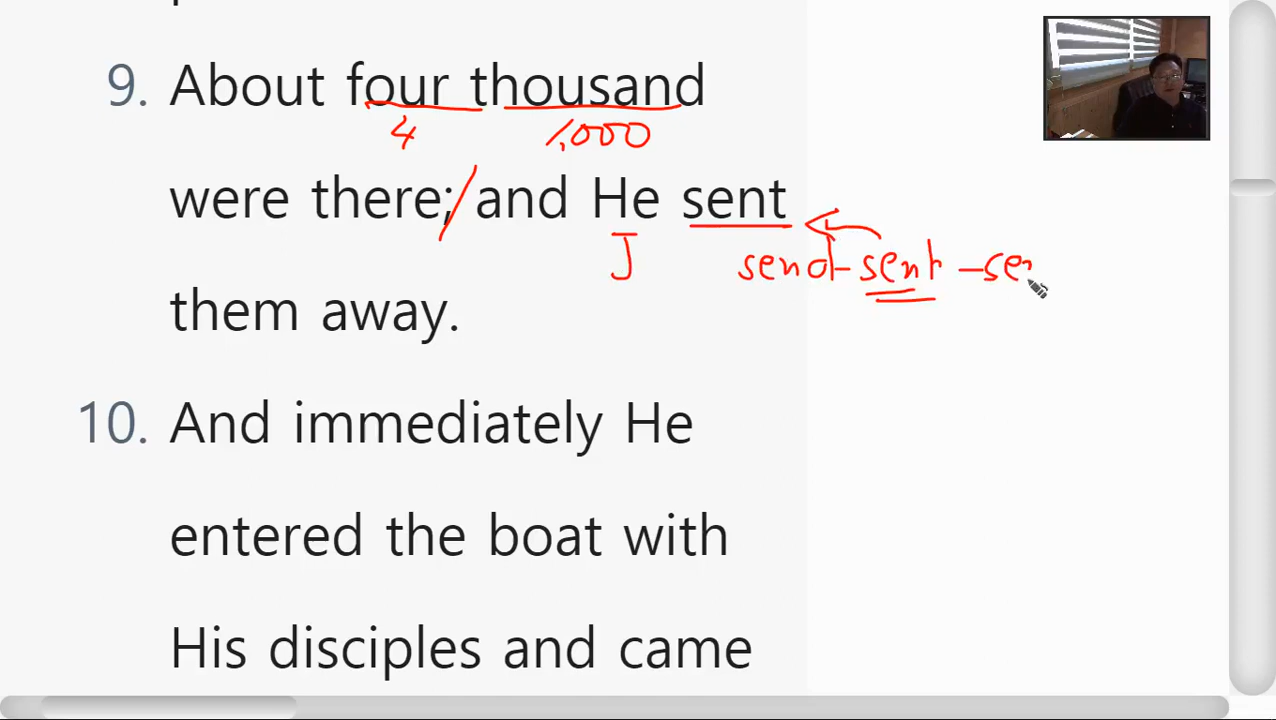 9. About four thousand
4 1,000
were there; and He sent
J send-sent-sen
them away.
10. And immediately He
entered the boat with
His disciples and came